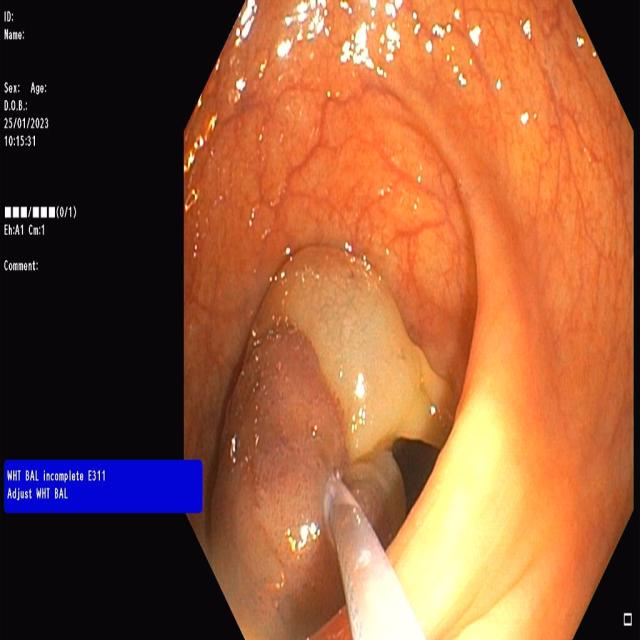 ID:
Name:
Sex: Age:
D.O.B.:
25/01/2023
10:15:31
■■■/■■■(0/1)
Eh:A1 Cm:1
Comment:
WHT BAL incomplete E311
Adjust WHT BAL